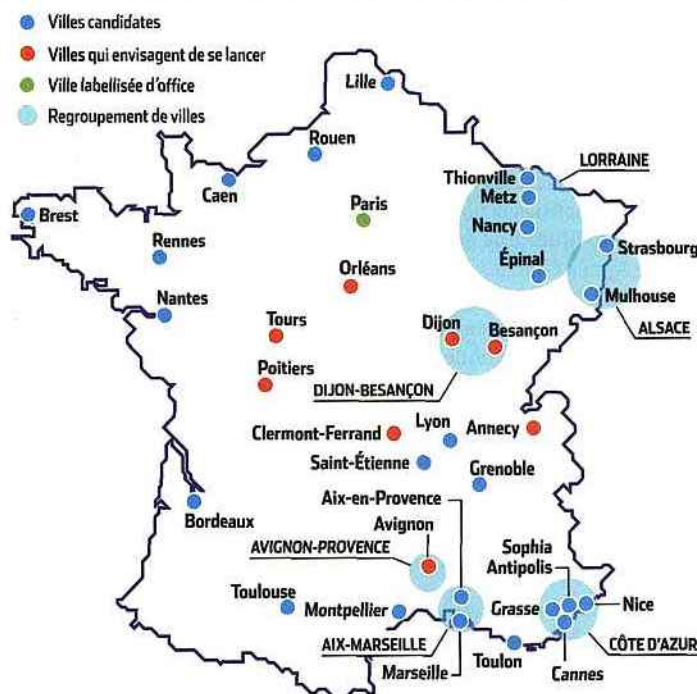 Villes candidates
Villes qui envisagent de se lancer
Ville labellisée d'office
Regroupement de villes
Lille
Rouen
Caen
Thionville
LORRAINE
Metz
Brest
Paris
Nancy
Rennes
Strasbourg
Orléans
Épinal
Nantes
Mulhouse
Tours
Dijon
Besançon
ALSACE
Poitiers
DIJON-BESANÇON
Clermont-Ferrand
Lyon
Annecy
Saint-Étienne
Grenoble
Aix-en-Provence
Bordeaux
Avignon
Sophia
Antipolis
AVIGNON-PROVENCE
Toulouse
Montpellier
Grasse
Nice
AIX-MARSEILLE
CÔTE D'AZUR
Marseille
Toulon
Cannes